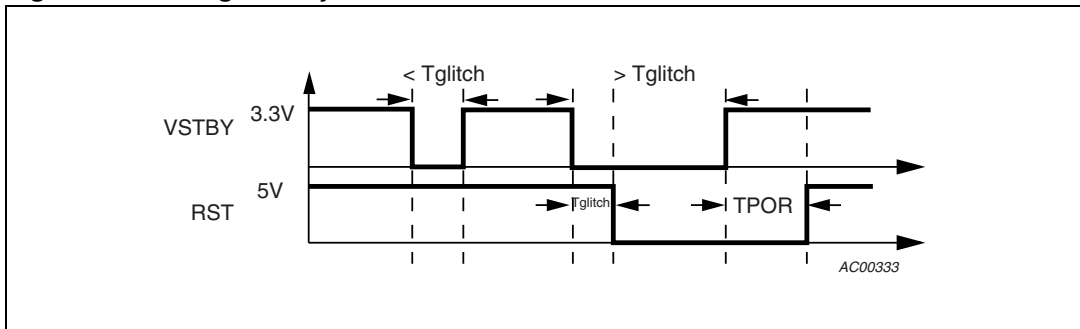 < Tglitch
> Tglitch
3.3V
VSTBY
5V
RST
Tglitch
TPOR
AC00333